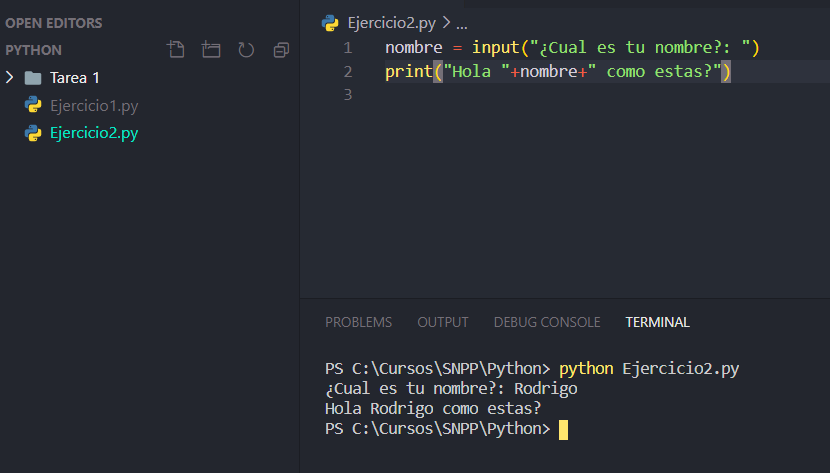 OPEN EDITORS
PYTHON
Tarea 1
Ejercicio1.py
Ejercicio2.py
Ejercicio2.py > ...
1 nombre = input("¿Cual es tu nombre?: ")
2 print("Hola "+nombre+" como estas?")
3
PROBLEMS OUTPUT DEBUG CONSOLE TERMINAL
PS C:\Cursos\SNPP\Python> python Ejercicio2.py
¿Cual es tu nombre?: Rodrigo
Hola Rodrigo como estas?
PS C:\Cursos\SNPP\Python>